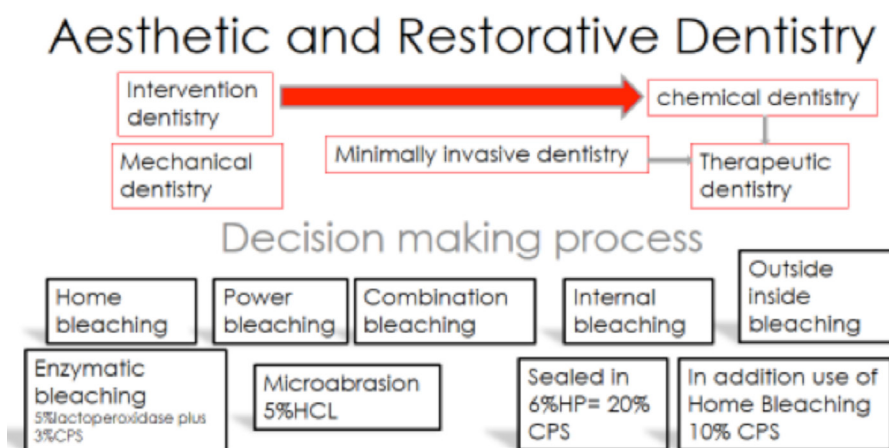 Aesthetic and Restorative Dentistry
Intervention
dentistry
chemical dentistry
Mechanical
dentistry
Minimally invasive dentistry
Therapeutic
dentistry
Decision making process
Home
bleaching
Power
bleaching
Combination
bleaching
Internal
bleaching
Outside
inside
bleaching
Enzymatic
bleaching
5%lactoperoxidase plus
3%CPS
Microabrasion
5%HCL
Sealed in
6%HP= 20%
CPS
In addition use of
Home Bleaching
10% CPS